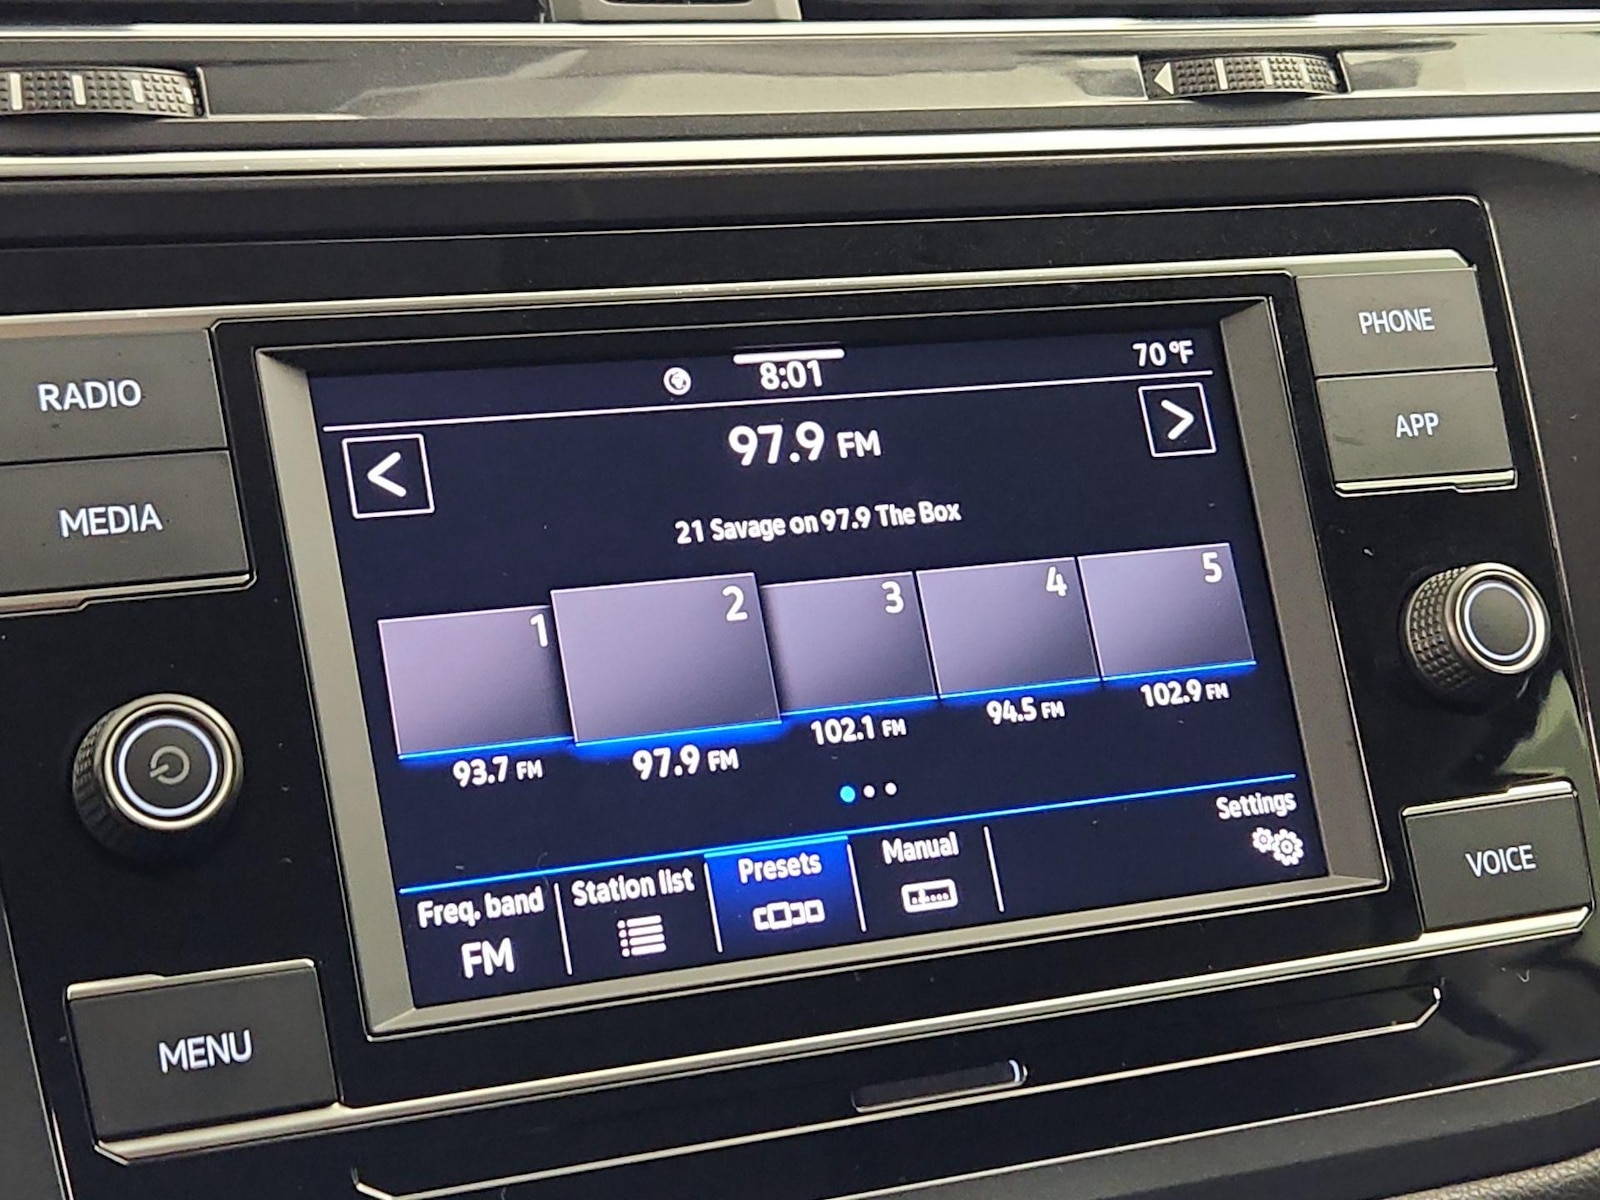 8:01
70 °F
97.9 FM
21 Savage on 97.9 The Box
1
2
3
4
5
93.7 FM
97.9 FM
102.1 FM
94.5 FM
102.9 FM
Freq. band
FM
Station list
Presets
Manual
Settings
RADIO
MEDIA
MENU
PHONE
APP
VOICE